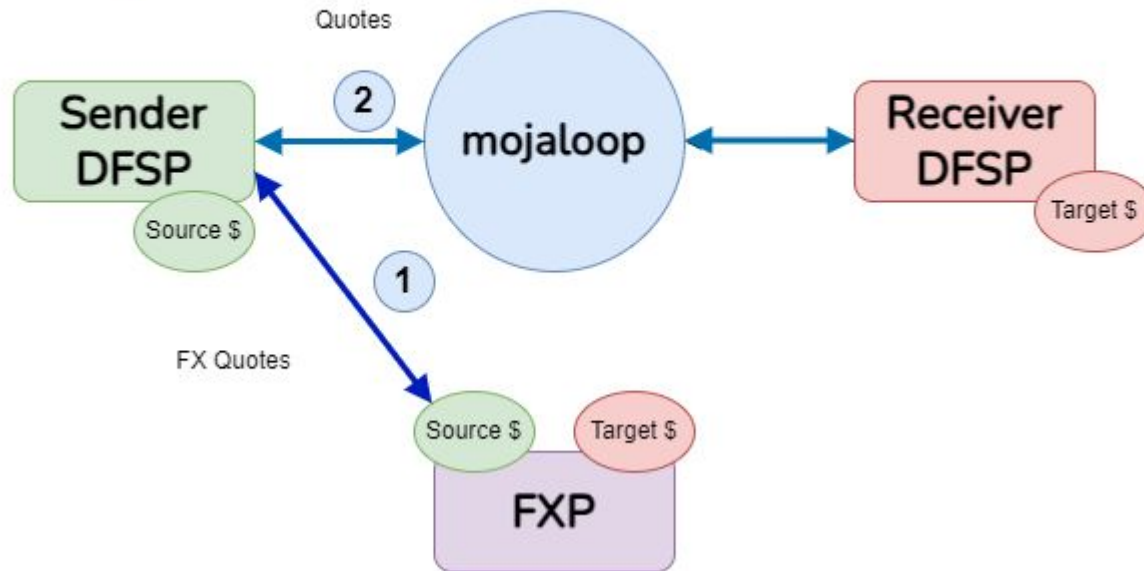 Quotes
Sender
DFSP
2
mojaloop
Receiver
DFSP
Source $
Target $
1
FX Quotes
Source $
Target $
FXP